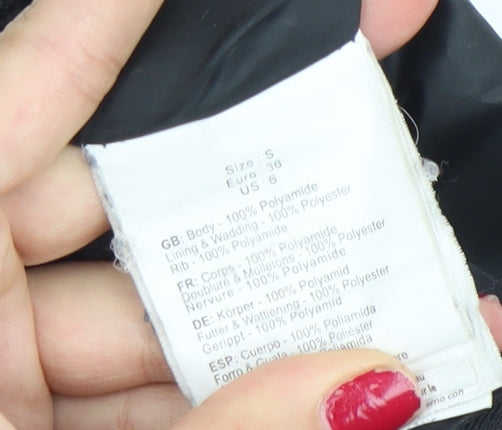 Size : S
Euro : 36
US : 6
GB: Body - 100% Polyamide
Lining & Wadding - 100% Polyester
Rib - 100% Polyamide
FR: Corps - 100% Polyamide
Doublure & Molletons - 100% Polyester
Nervure - 100% Polyamide
DE: Körper - 100% Polyamid
Futter & Wattierung - 100% Polyester
Gerippt - 100% Polyamid
ESP: Cuerpo - 100% Poliamida
Forro & Guata - 100% Poliéster
100% Poliamida